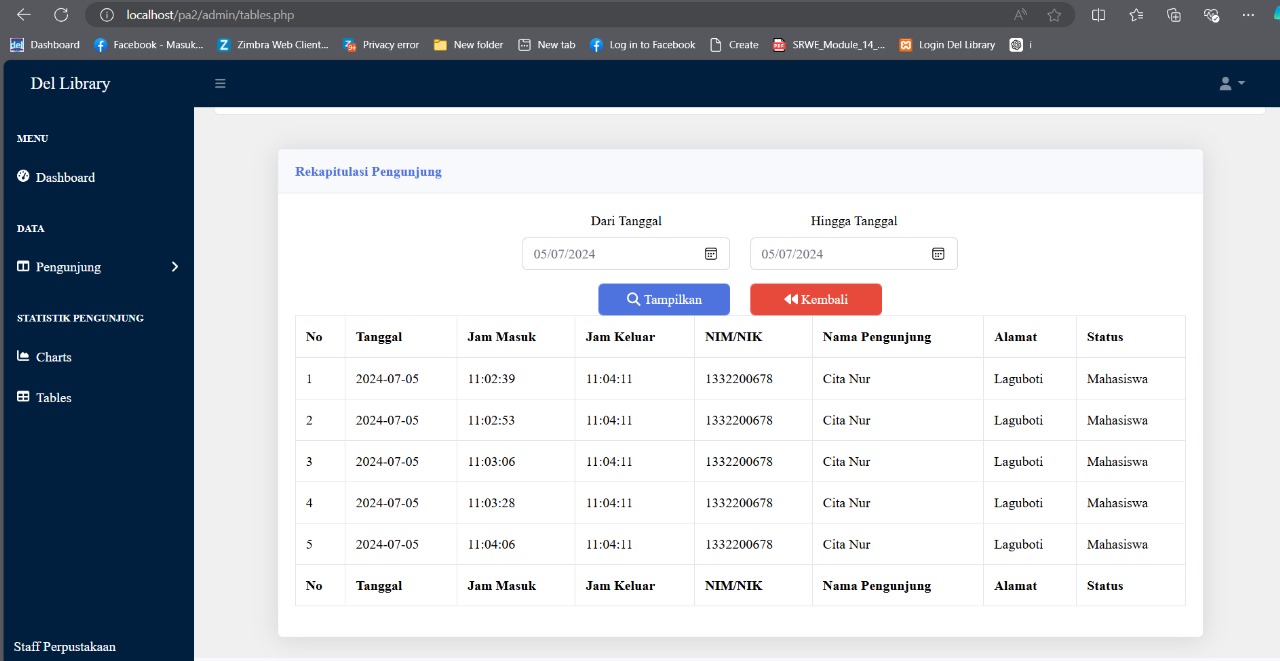 localhost/pa2/admin/tables.php
Dashboard Facebook - Masuk... Zimbra Web Client... Privacy error New folder New tab Log in to Facebook Create SRWE_Module_14_... Login Del Library i
Del Library
MENU
Dashboard
DATA
Pengunjung
STATISTIK PENGUNJUNG
Charts
Tables
Staff Perpustakaan
Rekapitulasi Pengunjung
Dari Tanggal Hingga Tanggal
05/07/2024 05/07/2024
Tampilkan Kembali
No Tanggal Jam Masuk Jam Keluar NIM/NIK Nama Pengunjung Alamat Status
1 2024-07-05 11:02:39 11:04:11 1332200678 Cita Nur Laguboti Mahasiswa
2 2024-07-05 11:02:53 11:04:11 1332200678 Cita Nur Laguboti Mahasiswa
3 2024-07-05 11:03:06 11:04:11 1332200678 Cita Nur Laguboti Mahasiswa
4 2024-07-05 11:03:28 11:04:11 1332200678 Cita Nur Laguboti Mahasiswa
5 2024-07-05 11:04:06 11:04:11 1332200678 Cita Nur Laguboti Mahasiswa
No Tanggal Jam Masuk Jam Keluar NIM/NIK Nama Pengunjung Alamat Status